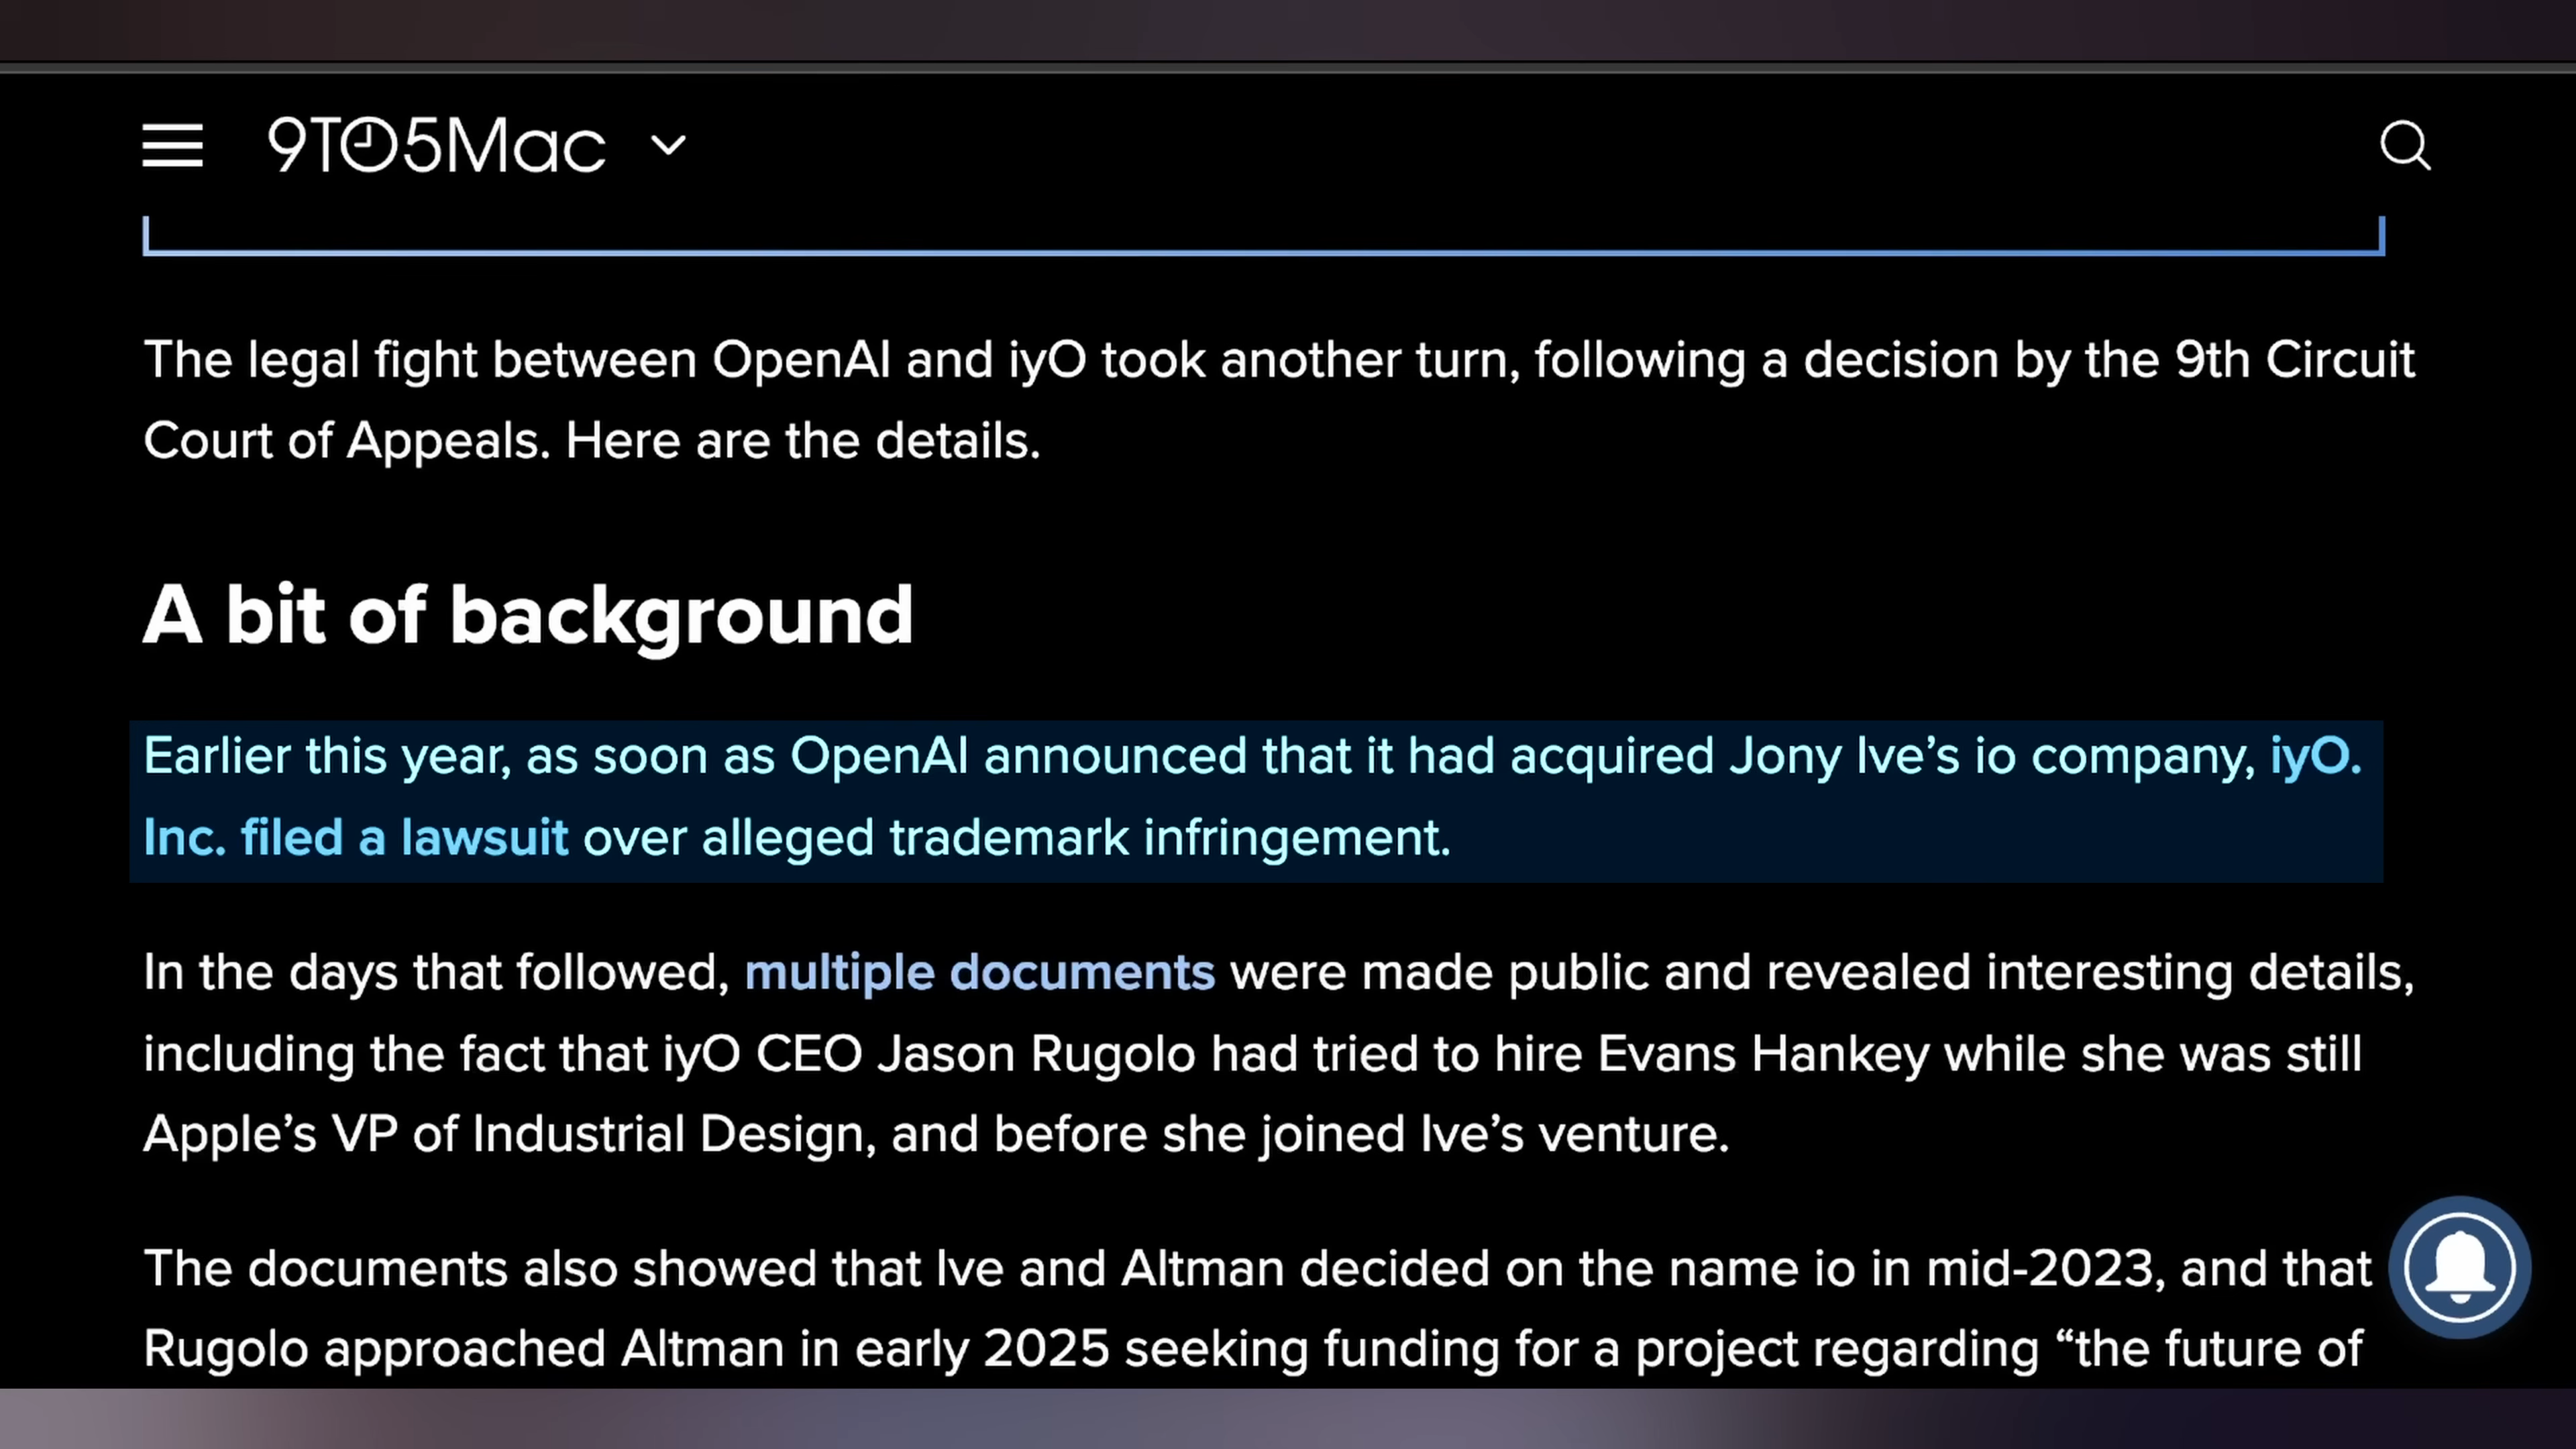 9TO5Mac
The legal fight between OpenAI and iyO took another turn, following a decision by the 9th Circuit
Court of Appeals. Here are the details.
A bit of background
Earlier this year, as soon as OpenAI announced that it had acquired Jony Ive’s io company, iyO.
Inc. filed a lawsuit over alleged trademark infringement.
In the days that followed, multiple documents were made public and revealed interesting details,
including the fact that iyO CEO Jason Rugolo had tried to hire Evans Hankey while she was still
Apple’s VP of Industrial Design, and before she joined Ive’s venture.
The documents also showed that Ive and Altman decided on the name io in mid-2023, and that
Rugolo approached Altman in early 2025 seeking funding for a project regarding “the future of